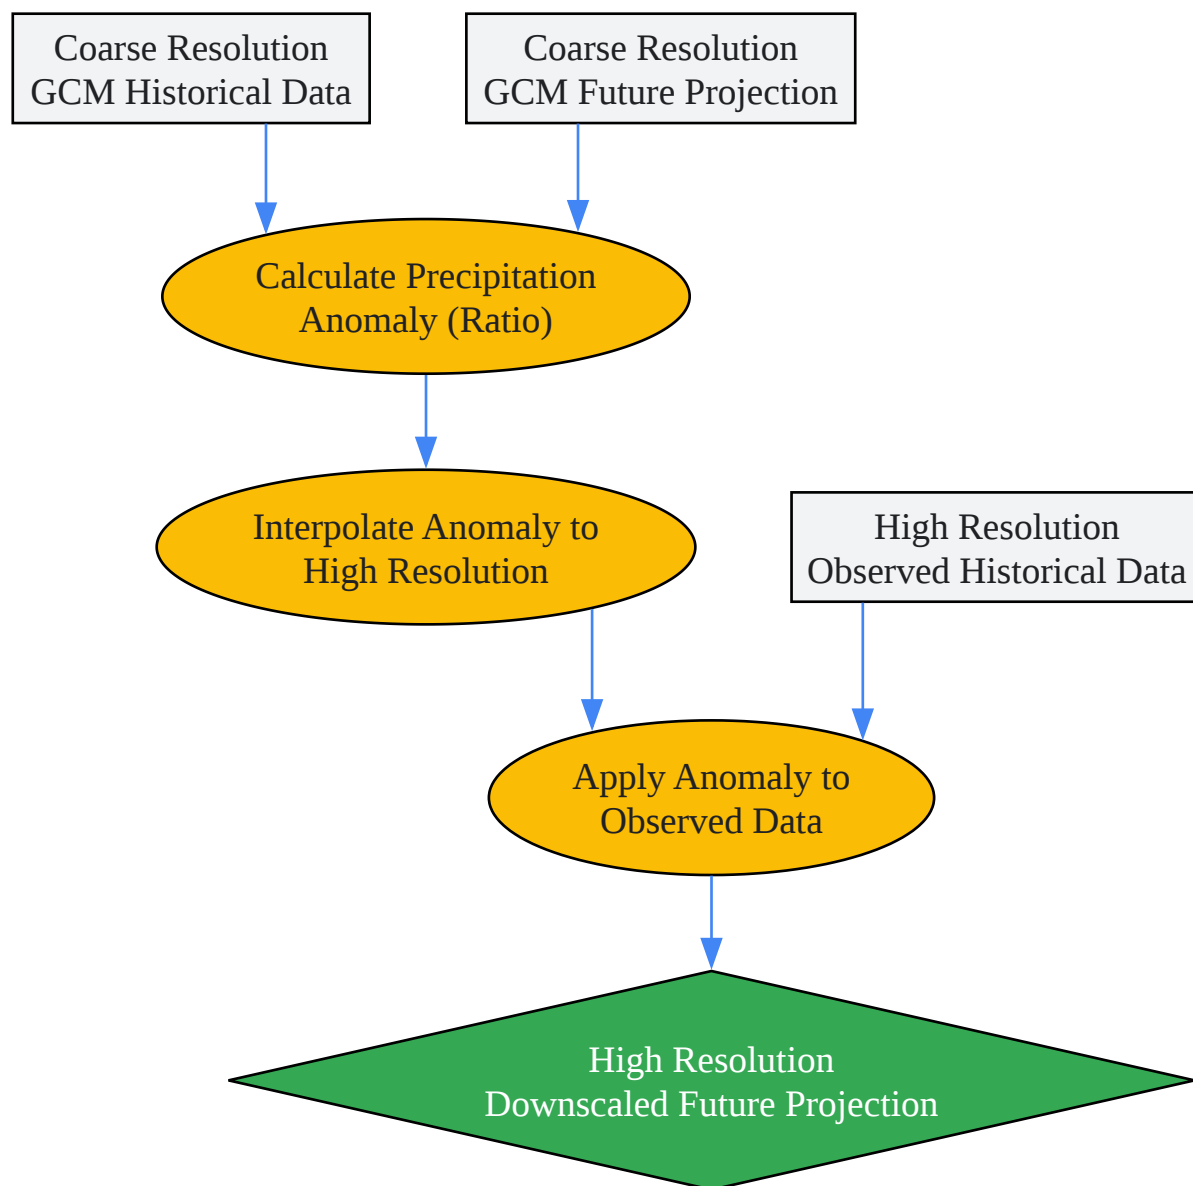 Coarse Resolution
GCM Historical Data
Coarse Resolution
GCM Future Projection
Calculate Precipitation
Anomaly (Ratio)
Interpolate Anomaly to
High Resolution
High Resolution
Observed Historical Data
Apply Anomaly to
Observed Data
High Resolution
Downscaled Future Projection